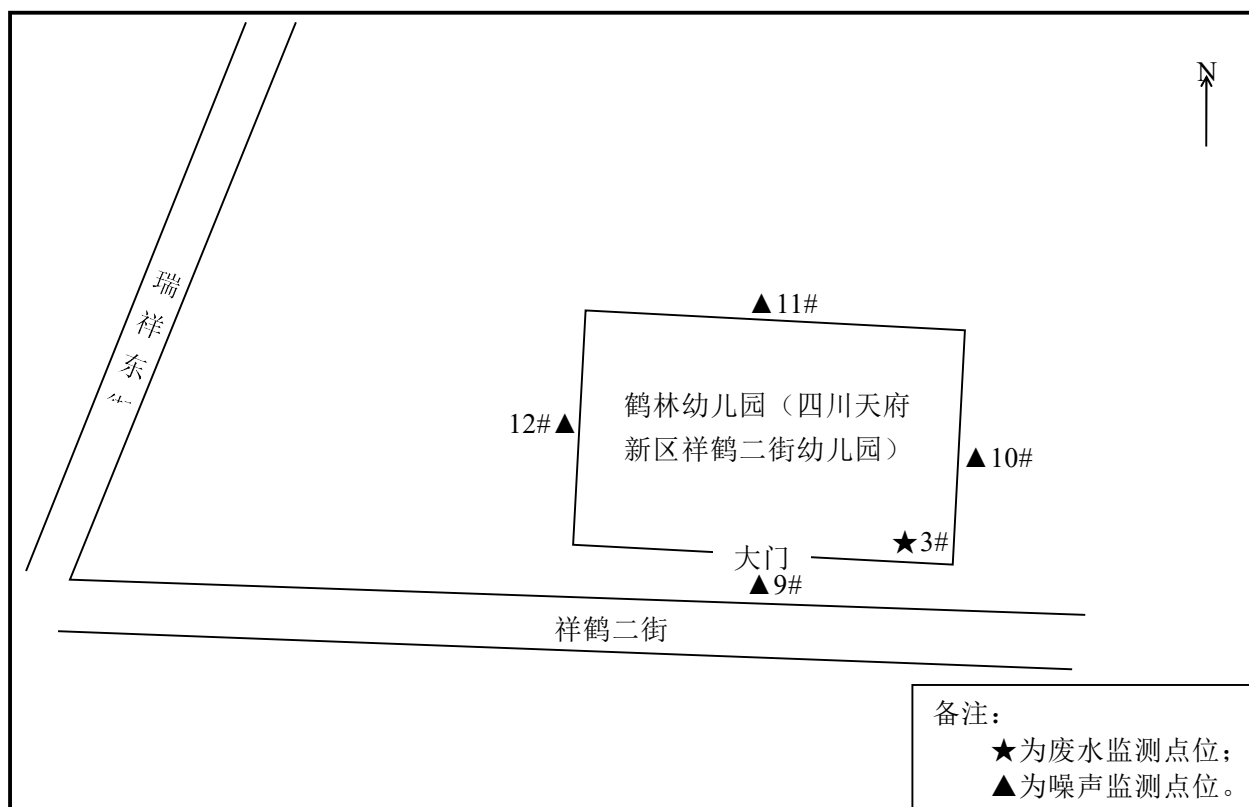 N
瑞
祥
东
▲11#
鹤林幼儿园（四川天府
新区祥鹤二街幼儿园）
12#▲
▲10#
★3#
大门
▲9#
祥鹤二街
备注：
★为废水监测点位；
▲为噪声监测点位。